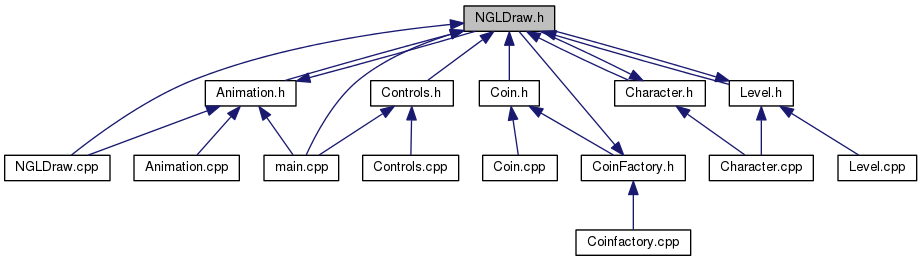 NGLDraw.h
Animation.h
Controls.h
Coin.h
Character.h
Level.h
NGLDraw.cpp
Animation.cpp
main.cpp
Controls.cpp
Coin.cpp
CoinFactory.h
Character.cpp
Level.cpp
Coinfactory.cpp